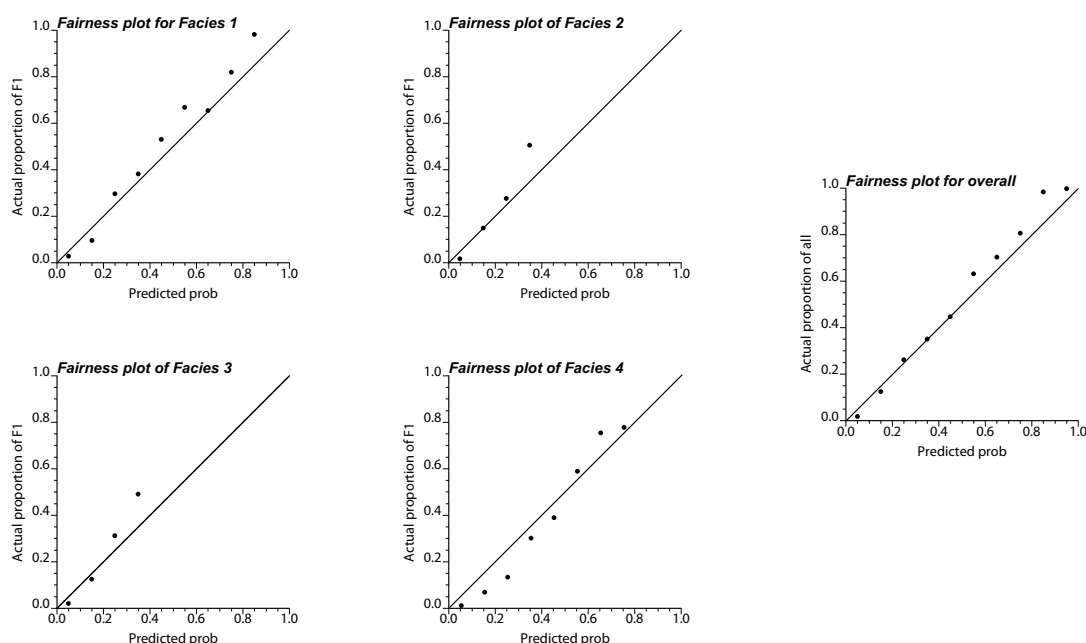 Fairness plot for Facies 1
Actual proportion of F1
1.0
0.8
0.6
0.4
0.2
0.0
0.0 0.2 0.4 0.6 0.8 1.0
Predicted prob
Fairness plot of Facies 2
Actual proportion of F1
1.0
0.8
0.6
0.4
0.2
0.0
0.0 0.2 0.4 0.6 0.8 1.0
Predicted prob
Fairness plot for overall
Actual proportion of all
1.0
0.8
0.6
0.4
0.2
0.0
0.0 0.2 0.4 0.6 0.8 1.0
Predicted prob
Fairness plot of Facies 3
Actual proportion of F1
1.0
0.8
0.6
0.4
0.2
0.0
0.0 0.2 0.4 0.6 0.8 1.0
Predicted prob
Fairness plot of Facies 4
Actual proportion of F1
1.0
0.8
0.6
0.4
0.2
0.0
0.0 0.2 0.4 0.6 0.8 1.0
Predicted prob